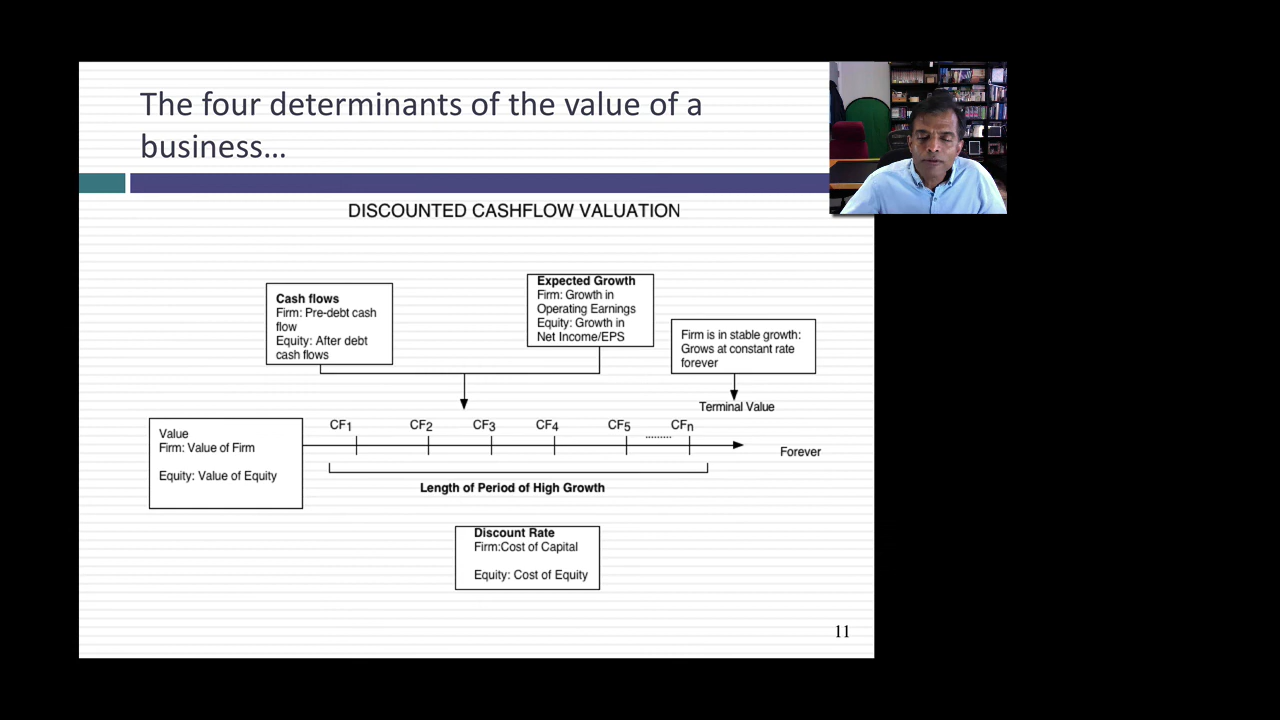 The four determinants of the value of a
business…
DISCOUNTED CASHFLOW VALUATION
Cash flows
Firm: Pre-debt cash
flow
Equity: After debt
cash flows
Expected Growth
Firm: Growth in
Operating Earnings
Equity: Growth in
Net Income/EPS
Firm is in stable growth:
Grows at constant rate
forever
Terminal Value
CF1 CF2 CF3 CF4 CF5 ......... CFn
Forever
Value
Firm: Value of Firm
Equity: Value of Equity
Length of Period of High Growth
Discount Rate
Firm:Cost of Capital
Equity: Cost of Equity
11